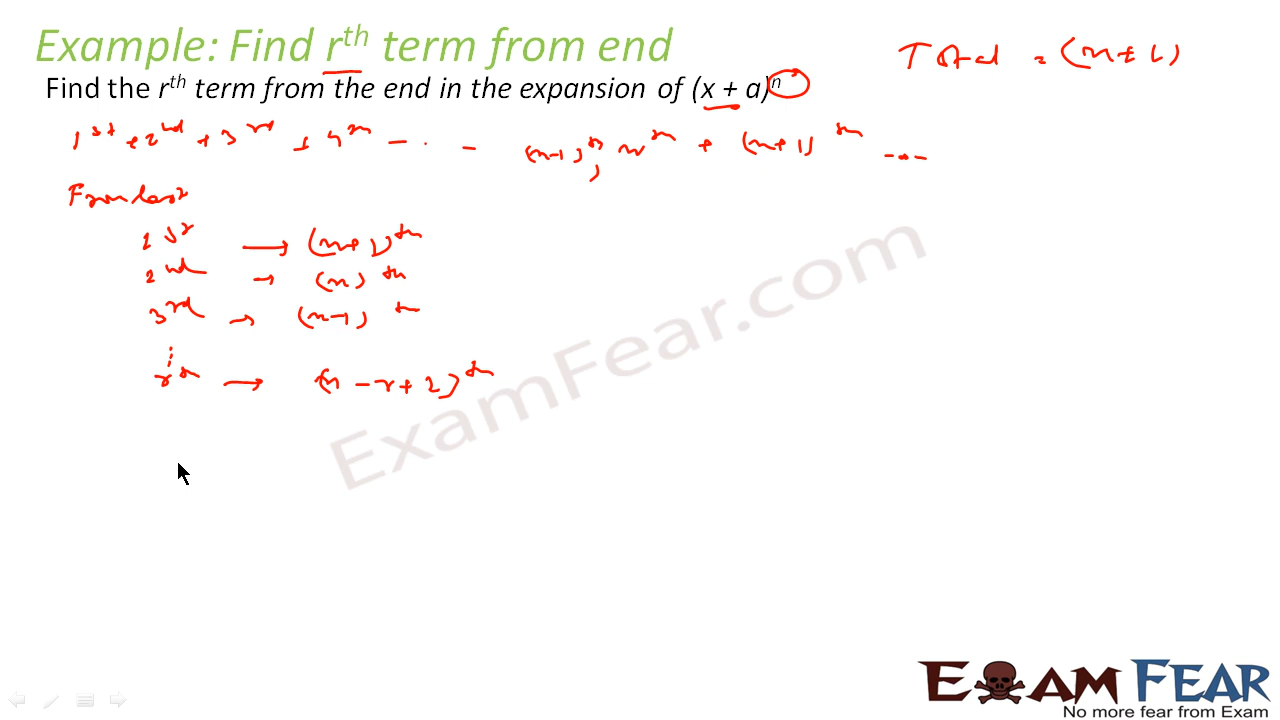 Example: Find rth term from end
Total = (n+1)
Find the rth term from the end in the expansion of (x + a)n
1st + 2nd + 3rd + 4th - . - (n-1)th, nth + (n+1)th ---
From last
1st → (n+1)th
2nd → (n)th
3rd → (n-1)th
rth → (n-r+2)th
ExamFear.com
EXAM FEAR
No more fear from Exam